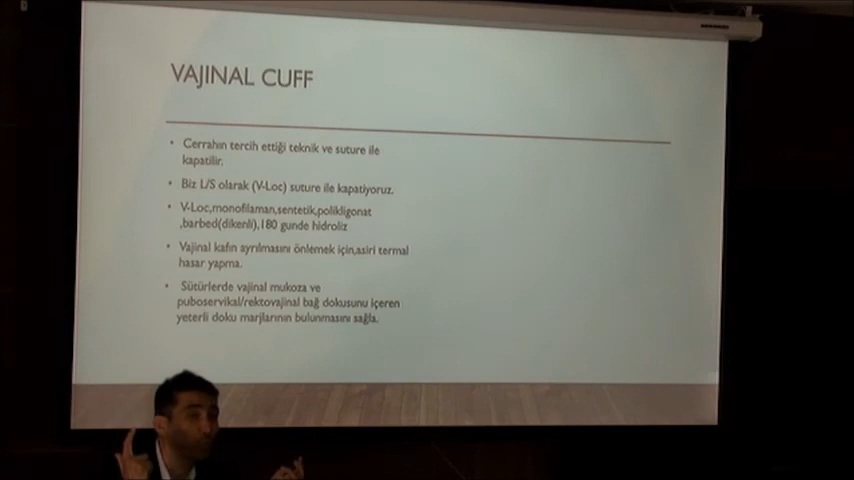 VAJINAL CUFF
• Cerrahın tercih ettiği teknik ve suture ile
kapatilir.
• Biz L/S olarak (V-Loc) suture ile kapatiyoruz.
• V-Loc,monofilaman,sentetik,polikligonat
,barbed(dikenli),180 gunde hidroliz
• Vajinal kafın ayrılmasını önlemek için,asiri termal
hasar yapma.
• Sütürlerde vajinal mukoza ve
puboservikal/rektovajinal bağ dokusunu içeren
yeterli doku marjlarının bulunmasını sağla.